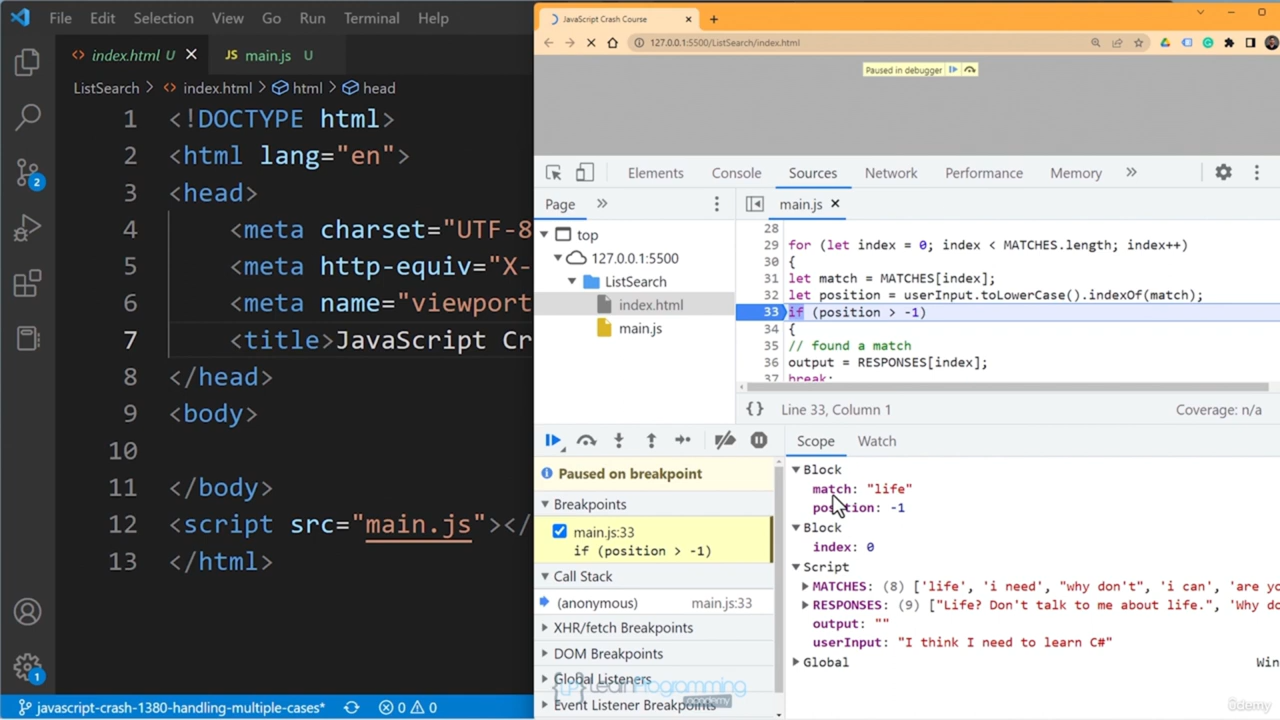 File Edit Selection View Go Run Terminal Help
index.html U
JS main.js U
ListSearch > index.html > html > head
1 <!DOCTYPE html>
2 <html lang="en">
3 <head>
4 <meta charset="UTF-8
5 <meta http-equiv="X-
6 <meta name="viewport
7 <title>JavaScript Cr
8 </head>
9 <body>
10
11 </body>
12 <script src="main.js"></
13 </html>
2
1
javascript-crash-1380-handling-multiple-cases* 0 0
JavaScript Crash Course
127.0.0.1:5500/ListSearch/index.html
Paused in debugger
Elements Console Sources Network Performance Memory
Page
main.js
top
127.0.0.1:5500
ListSearch
index.html
main.js
28
29 for (let index = 0; index < MATCHES.length; index++)
30 {
31 let match = MATCHES[index];
32 let position = userInput.toLowerCase().indexOf(match);
33 if (position > -1)
34 {
35 // found a match
36 output = RESPONSES[index];
37 break;
{} Line 33, Column 1 Coverage: n/a
Paused on breakpoint
Breakpoints
main.js:33
if (position > -1)
Call Stack
(anonymous) main.js:33
XHR/fetch Breakpoints
DOM Breakpoints
Global Listeners
Event Listener Breakpoints
Scope Watch
Block
match: "life"
position: -1
Block
index: 0
Script
MATCHES: (8) ['life', 'i need', "why don't", 'i can', 'are yo
RESPONSES: (9) ["Life? Don't talk to me about life.", 'Why do
output: ""
userInput: "I think I need to learn C#"
Global Win
LearnProgramming
academy
ûdemy